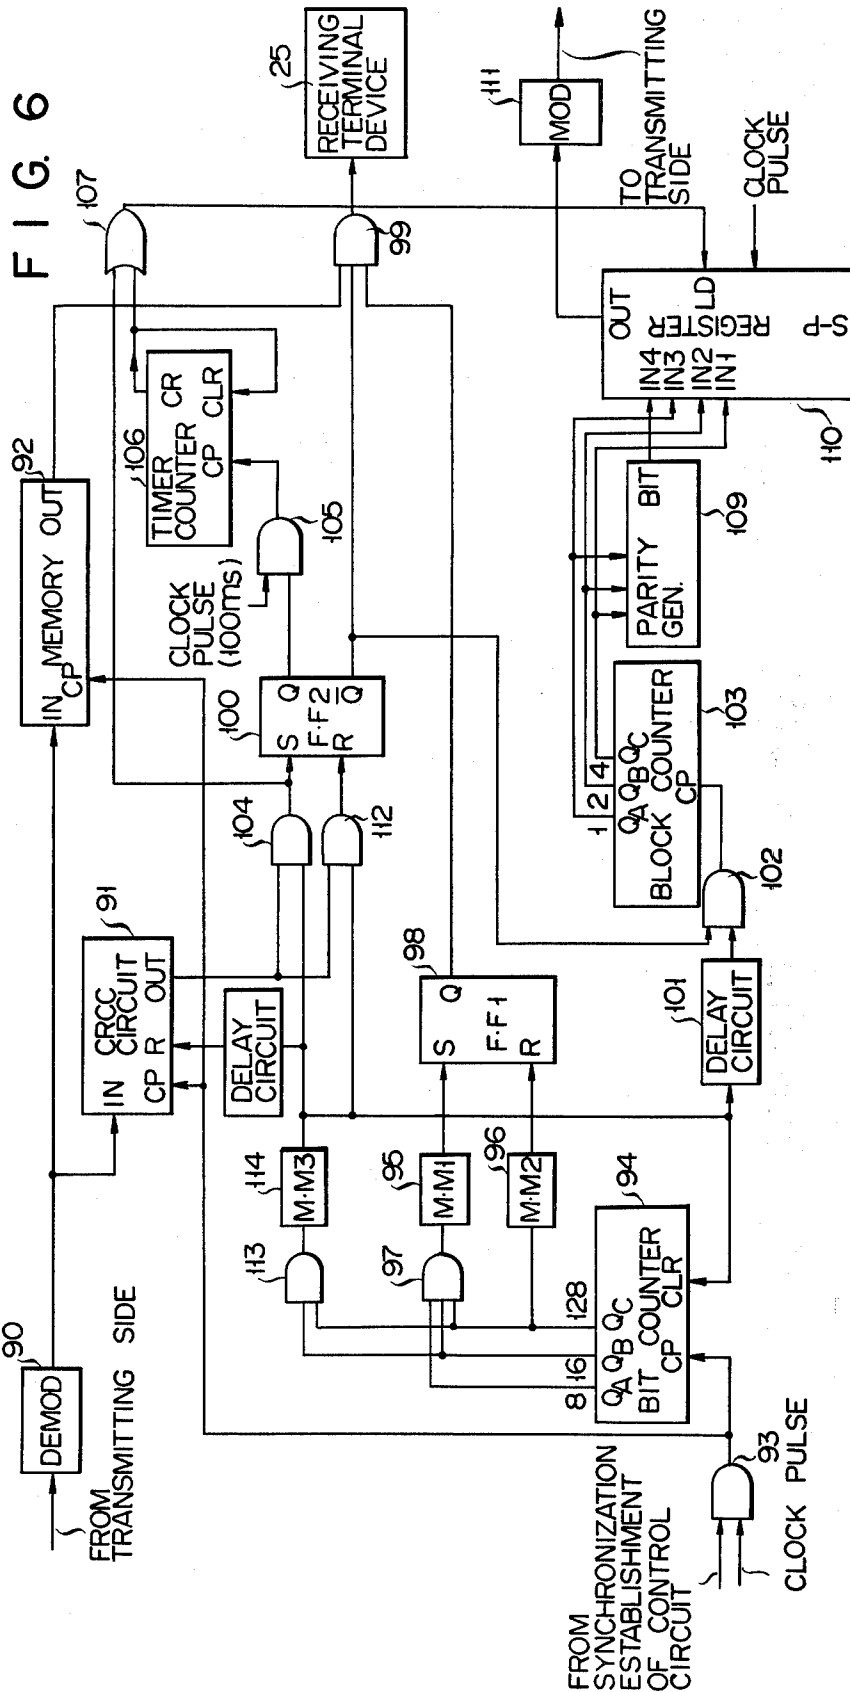 F I G. 6
FROM
TRANSMITTING SIDE
90
DEMOD
IN
CRCC
CIRCUIT
CP R OUT
91
DELAY
CIRCUIT
IN MEMORY OUT
CP
92
107
104
112
100
S Q
F·F2
R Q
CLOCK
PULSE
(100ms)
105
106
TIMER CR
COUNTER
CP CLR
25
RECEIVING
TERMINAL
DEVICE
99
113
114
M·M3
97
95
M·M1
96
M·M2
98
S Q
F·F1
R
94
8 16 128
QA QB QC
BIT COUNTER
CP CLR
FROM
SYNCHRONIZATION
ESTABLISHMENT
OF CONTROL
CIRCUIT
93
CLOCK PULSE
101
DELAY
CIRCUIT
102
103
1 2 4
QA QB QC
BLOCK COUNTER
CP
109
PARITY BIT
GEN.
110
OUT
IN4
IN3
IN2
IN1
LD
REGISTER
S-P
111
MOD
TO
TRANSMITTING
SIDE
CLOCK
PULSE